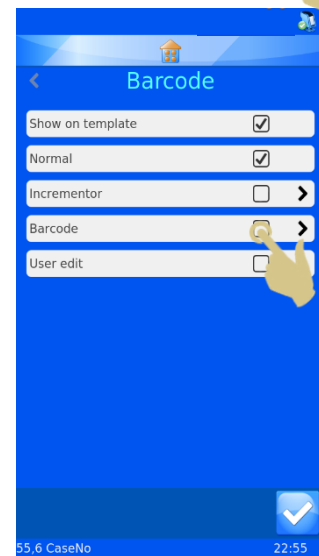 Barcode
Show on template
Normal
Incrementor
Barcode
User edit
55,6 CaseNo 22:55